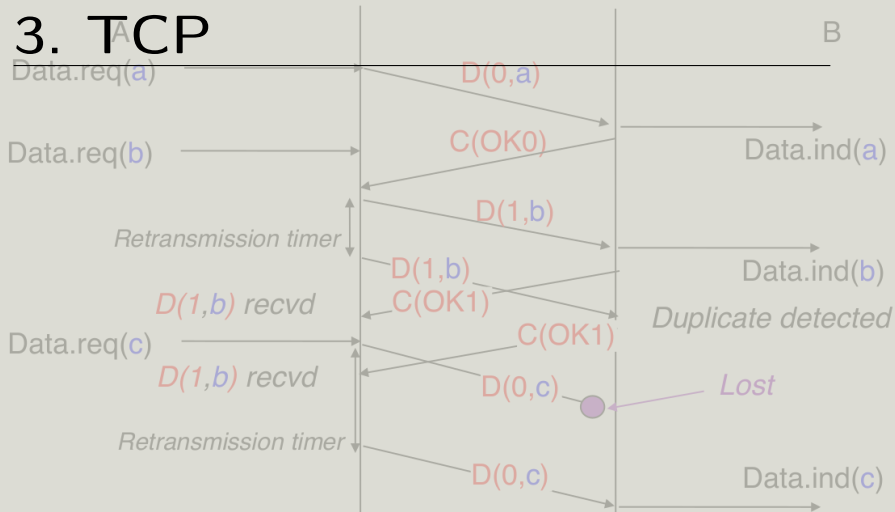 3. TCP
A
B
Data.req(a)
D(0,a)
Data.ind(a)
Data.req(b)
C(OK0)
D(1,b)
Retransmission timer
D(1,b)
Data.ind(b)
D(1,b) recvd
C(OK1)
Duplicate detected
Data.req(c)
C(OK1)
D(1,b) recvd
D(0,c)
Lost
Retransmission timer
D(0,c)
Data.ind(c)